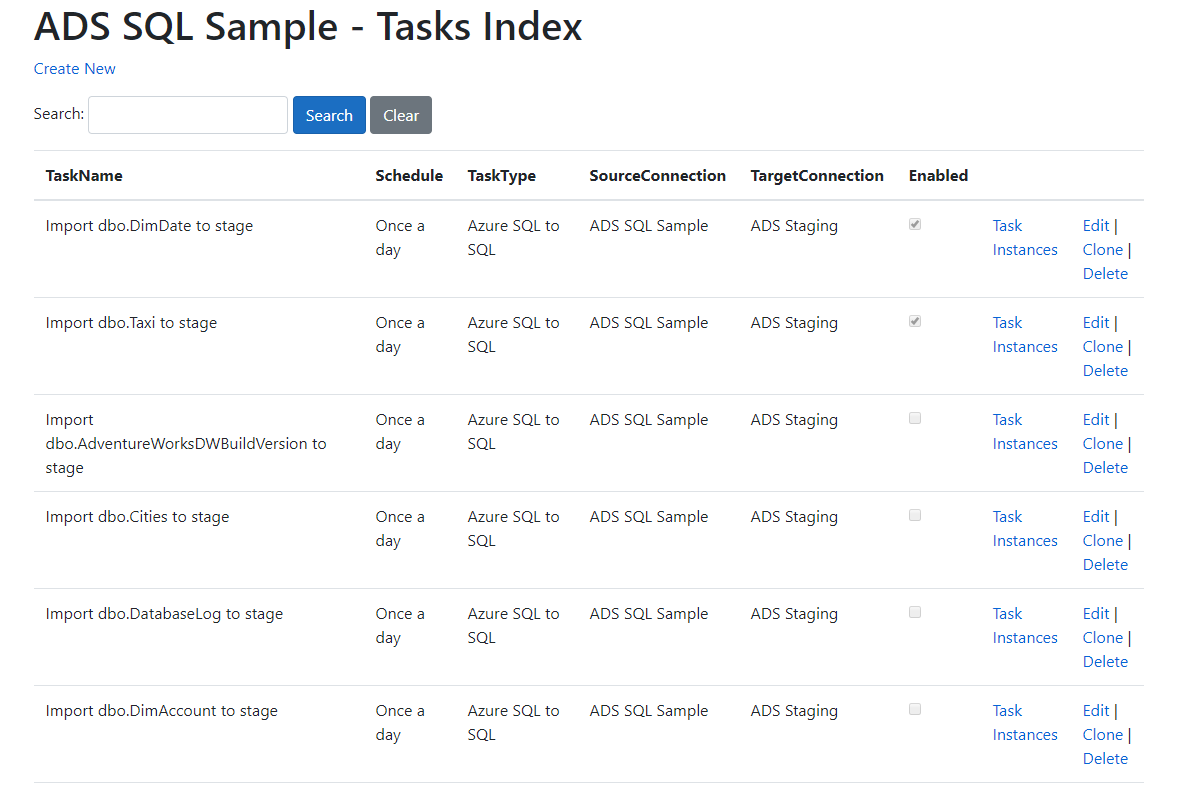 ADS SQL Sample - Tasks Index
Create New
Search: Search Clear
TaskName Schedule TaskType SourceConnection TargetConnection Enabled
Import dbo.DimDate to stage Once a Azure SQL to ADS SQL Sample ADS Staging Task Edit |
day SQL Instances Clone |
Delete
Import dbo.Taxi to stage Once a Azure SQL to ADS SQL Sample ADS Staging Task Edit |
day SQL Instances Clone |
Delete
Import Once a Azure SQL to ADS SQL Sample ADS Staging Task Edit |
dbo.AdventureWorksDWBuildVersion to day SQL Instances Clone |
stage Delete
Import dbo.Cities to stage Once a Azure SQL to ADS SQL Sample ADS Staging Task Edit |
day SQL Instances Clone |
Delete
Import dbo.DatabaseLog to stage Once a Azure SQL to ADS SQL Sample ADS Staging Task Edit |
day SQL Instances Clone |
Delete
Import dbo.DimAccount to stage Once a Azure SQL to ADS SQL Sample ADS Staging Task Edit |
day SQL Instances Clone |
Delete